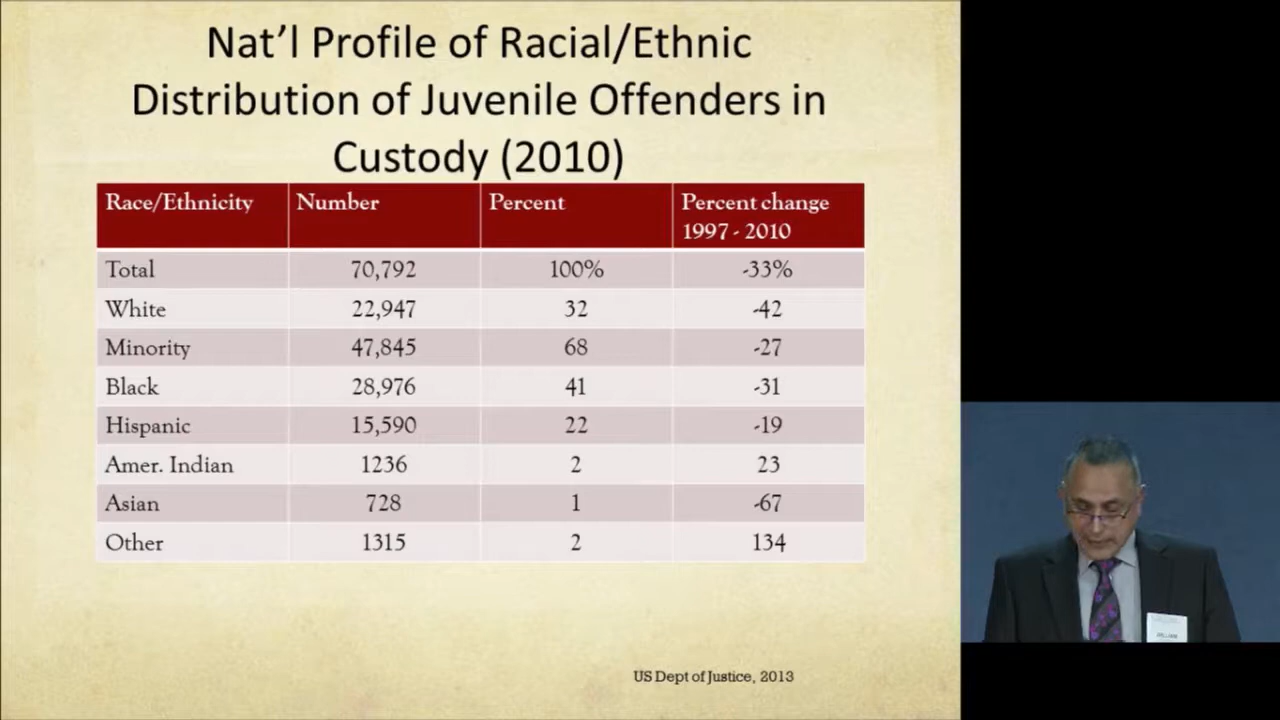 Nat’l Profile of Racial/Ethnic
Distribution of Juvenile Offenders in
Custody (2010)
Race/Ethnicity Number Percent Percent change
1997 - 2010
Total 70,792 100% -33%
White 22,947 32 -42
Minority 47,845 68 -27
Black 28,976 41 -31
Hispanic 15,590 22 -19
Amer. Indian 1236 2 23
Asian 728 1 -67
Other 1315 2 134
US Dept of Justice, 2013